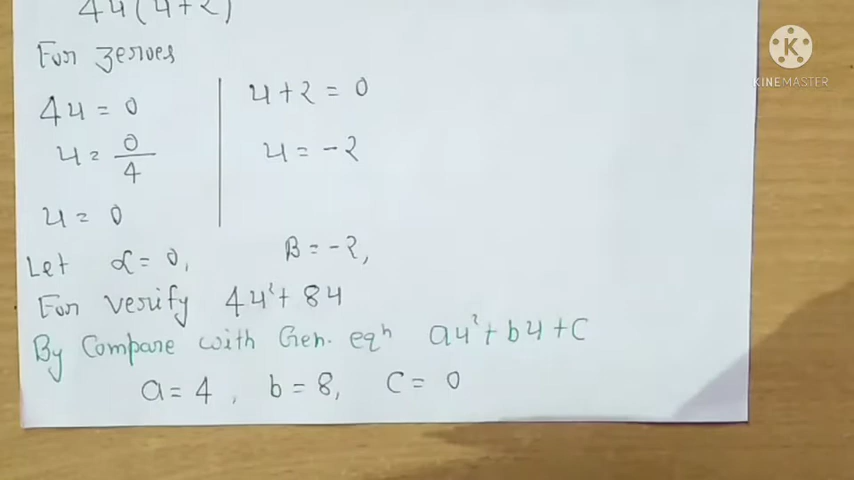 4u(u+2)
For zeroes
4u = 0
u = 0/4
u = 0
u+2 = 0
u = -2
Let α = 0, β = -2,
For verify 4u²+ 8u
By Compare with Gen. eqⁿ au²+bu+c
a = 4, b = 8, c = 0
K
KINEMASTER